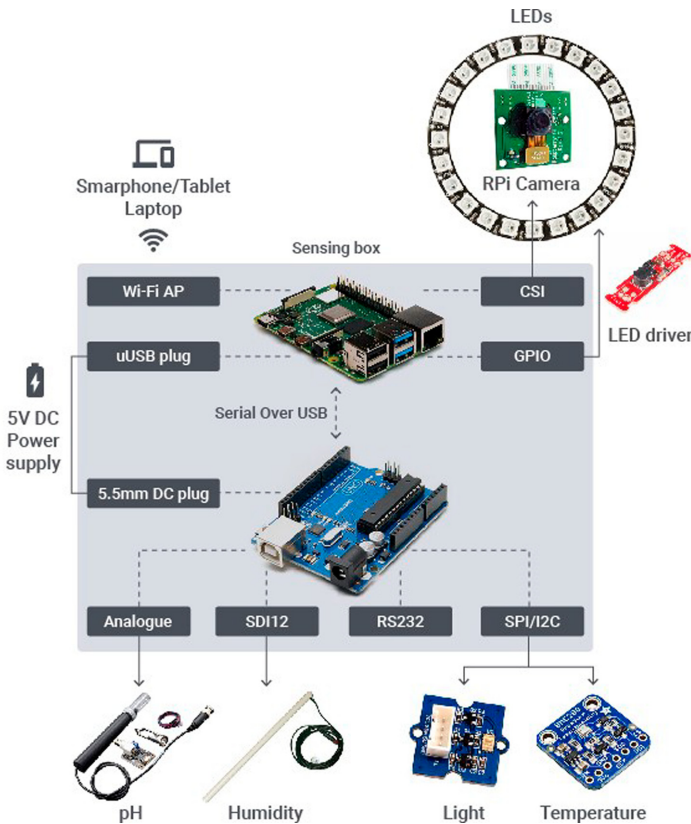 LEDs
RPi Camera
Smarphone/Tablet
Laptop
Sensing box
Wi-Fi AP
CSI
LED driver
uUSB plug
GPIO
5V DC
Power
supply
Serial Over USB
5.5mm DC plug
Analogue
SDI12
RS232
SPI/I2C
pH
Humidity
Light
Temperature